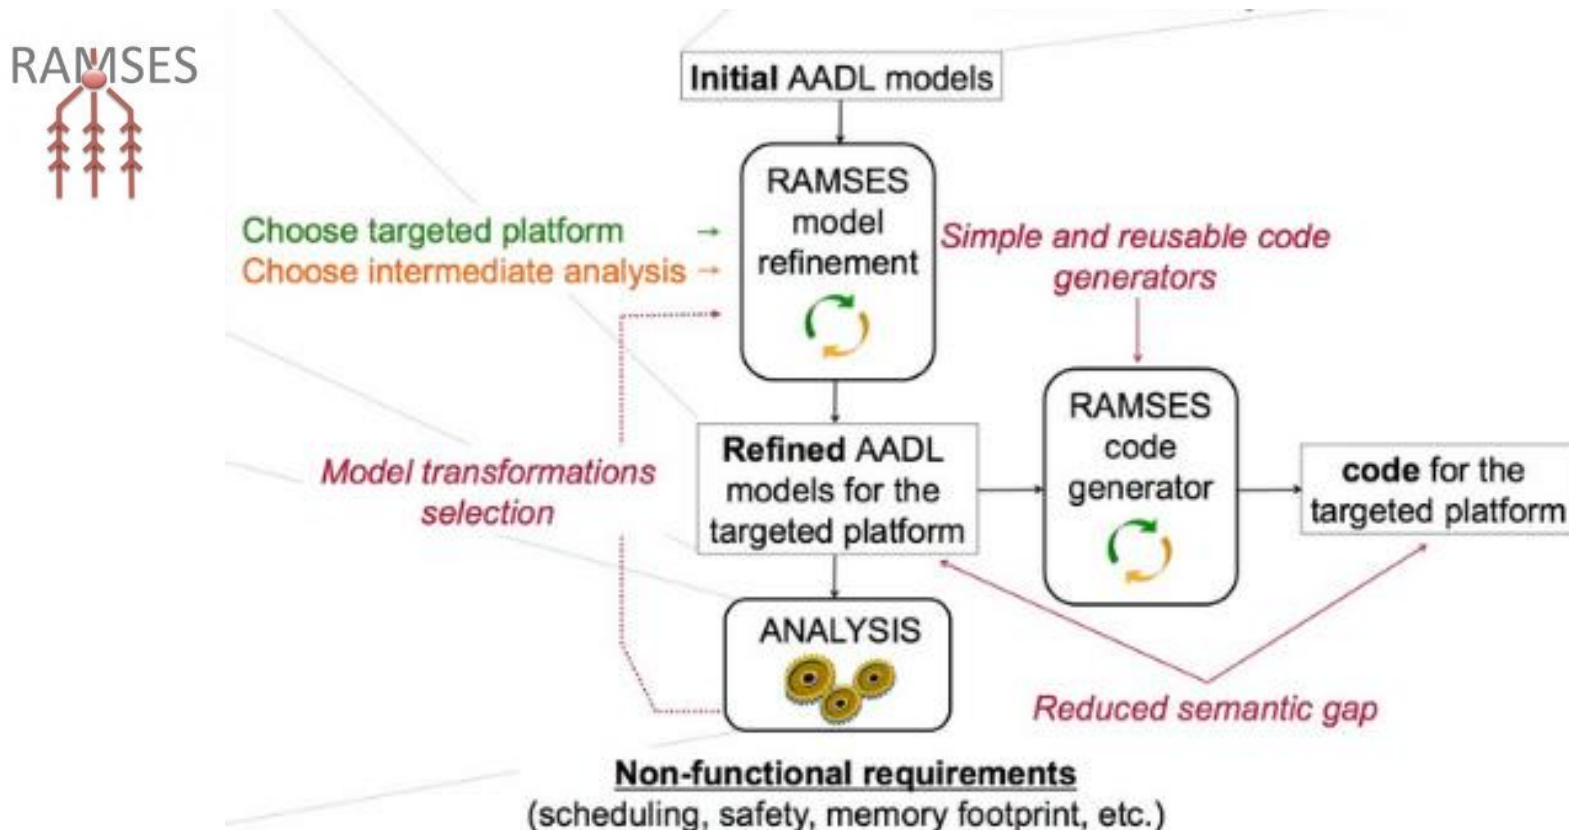 RAMSES
Initial AADL models
RAMSES
model
refinement
Choose targeted platform
Choose intermediate analysis
Simple and reusable code
generators
Model transformations
selection
Refined AADL
models for the
targeted platform
RAMSES
code
generator
code for the
targeted platform
ANALYSIS
Reduced semantic gap
Non-functional requirements
(scheduling, safety, memory footprint, etc.)